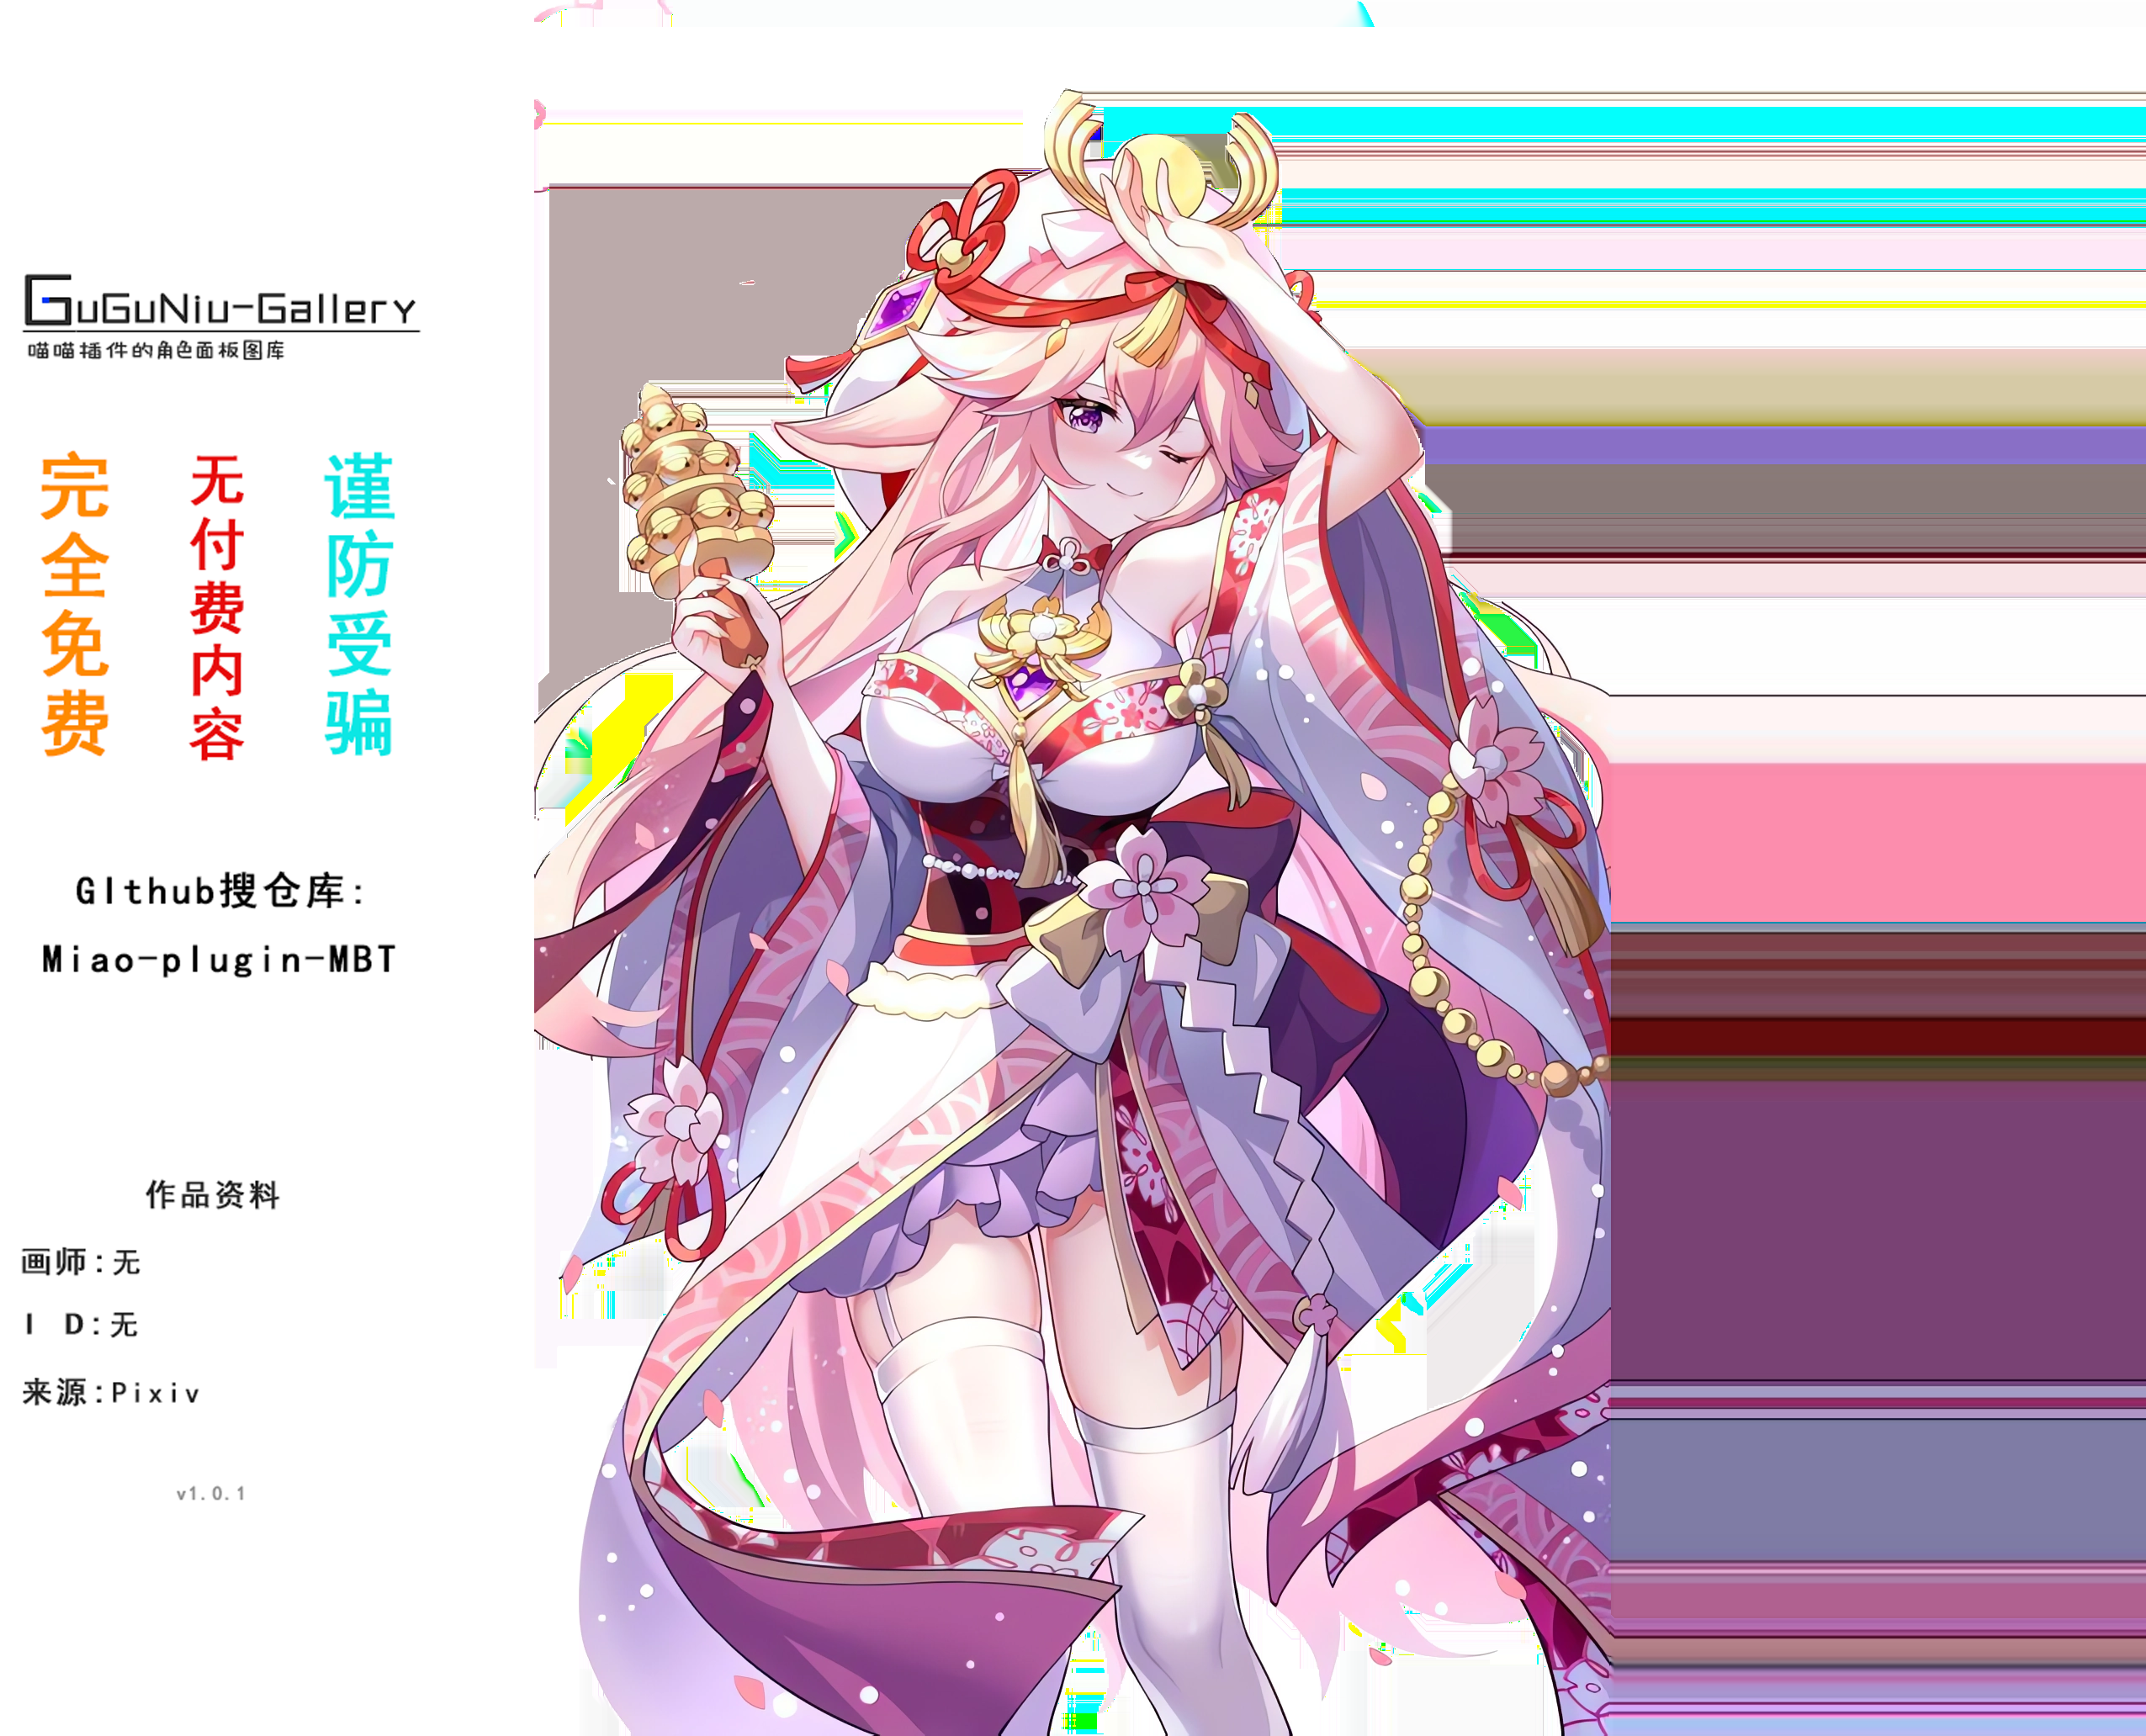 GuGuNiu-Gallery
喵喵插件的角色面板图库
完全免费
无付费内容
谨防受骗
GIthub搜仓库:
Miao-plugin-MBT
作品资料
画师:无
I D:无
来源:Pixiv
v1.0.1